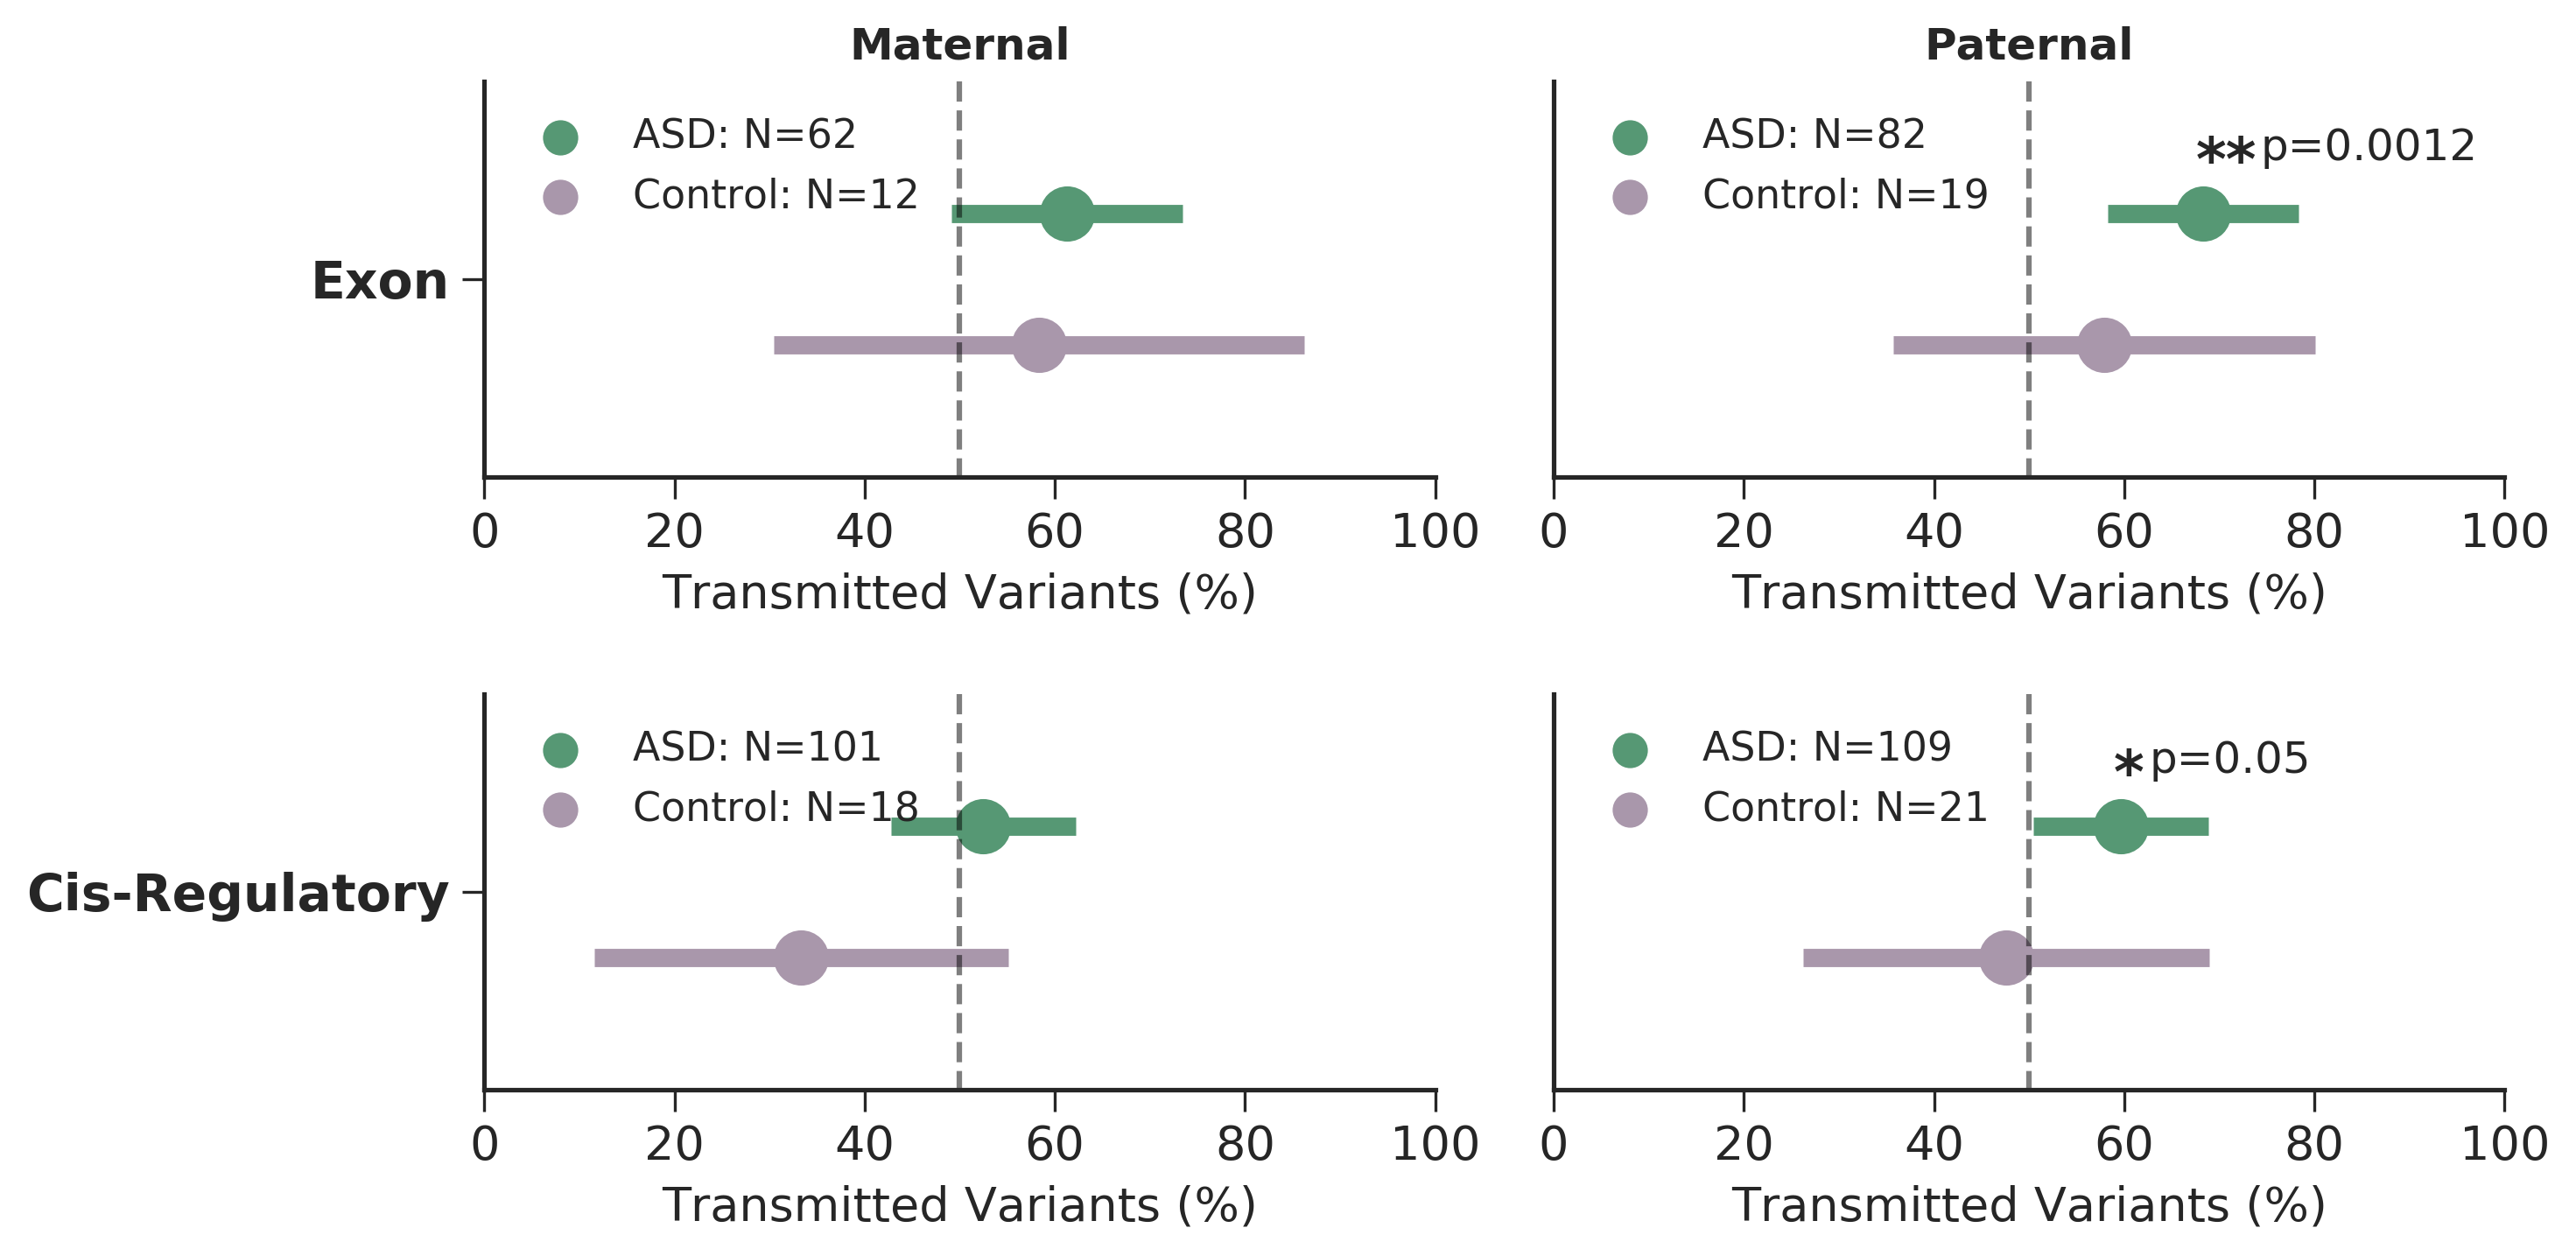 Maternal
Paternal
ASD: N=62
Control: N=12
ASD: N=82
Control: N=19
**p=0.0012
Exon
0 20 40 60 80 100
0 20 40 60 80 100
Transmitted Variants (%)
Transmitted Variants (%)
ASD: N=101
Control: N=18
ASD: N=109
Control: N=21
*p=0.05
Cis-Regulatory
0 20 40 60 80 100
0 20 40 60 80 100
Transmitted Variants (%)
Transmitted Variants (%)